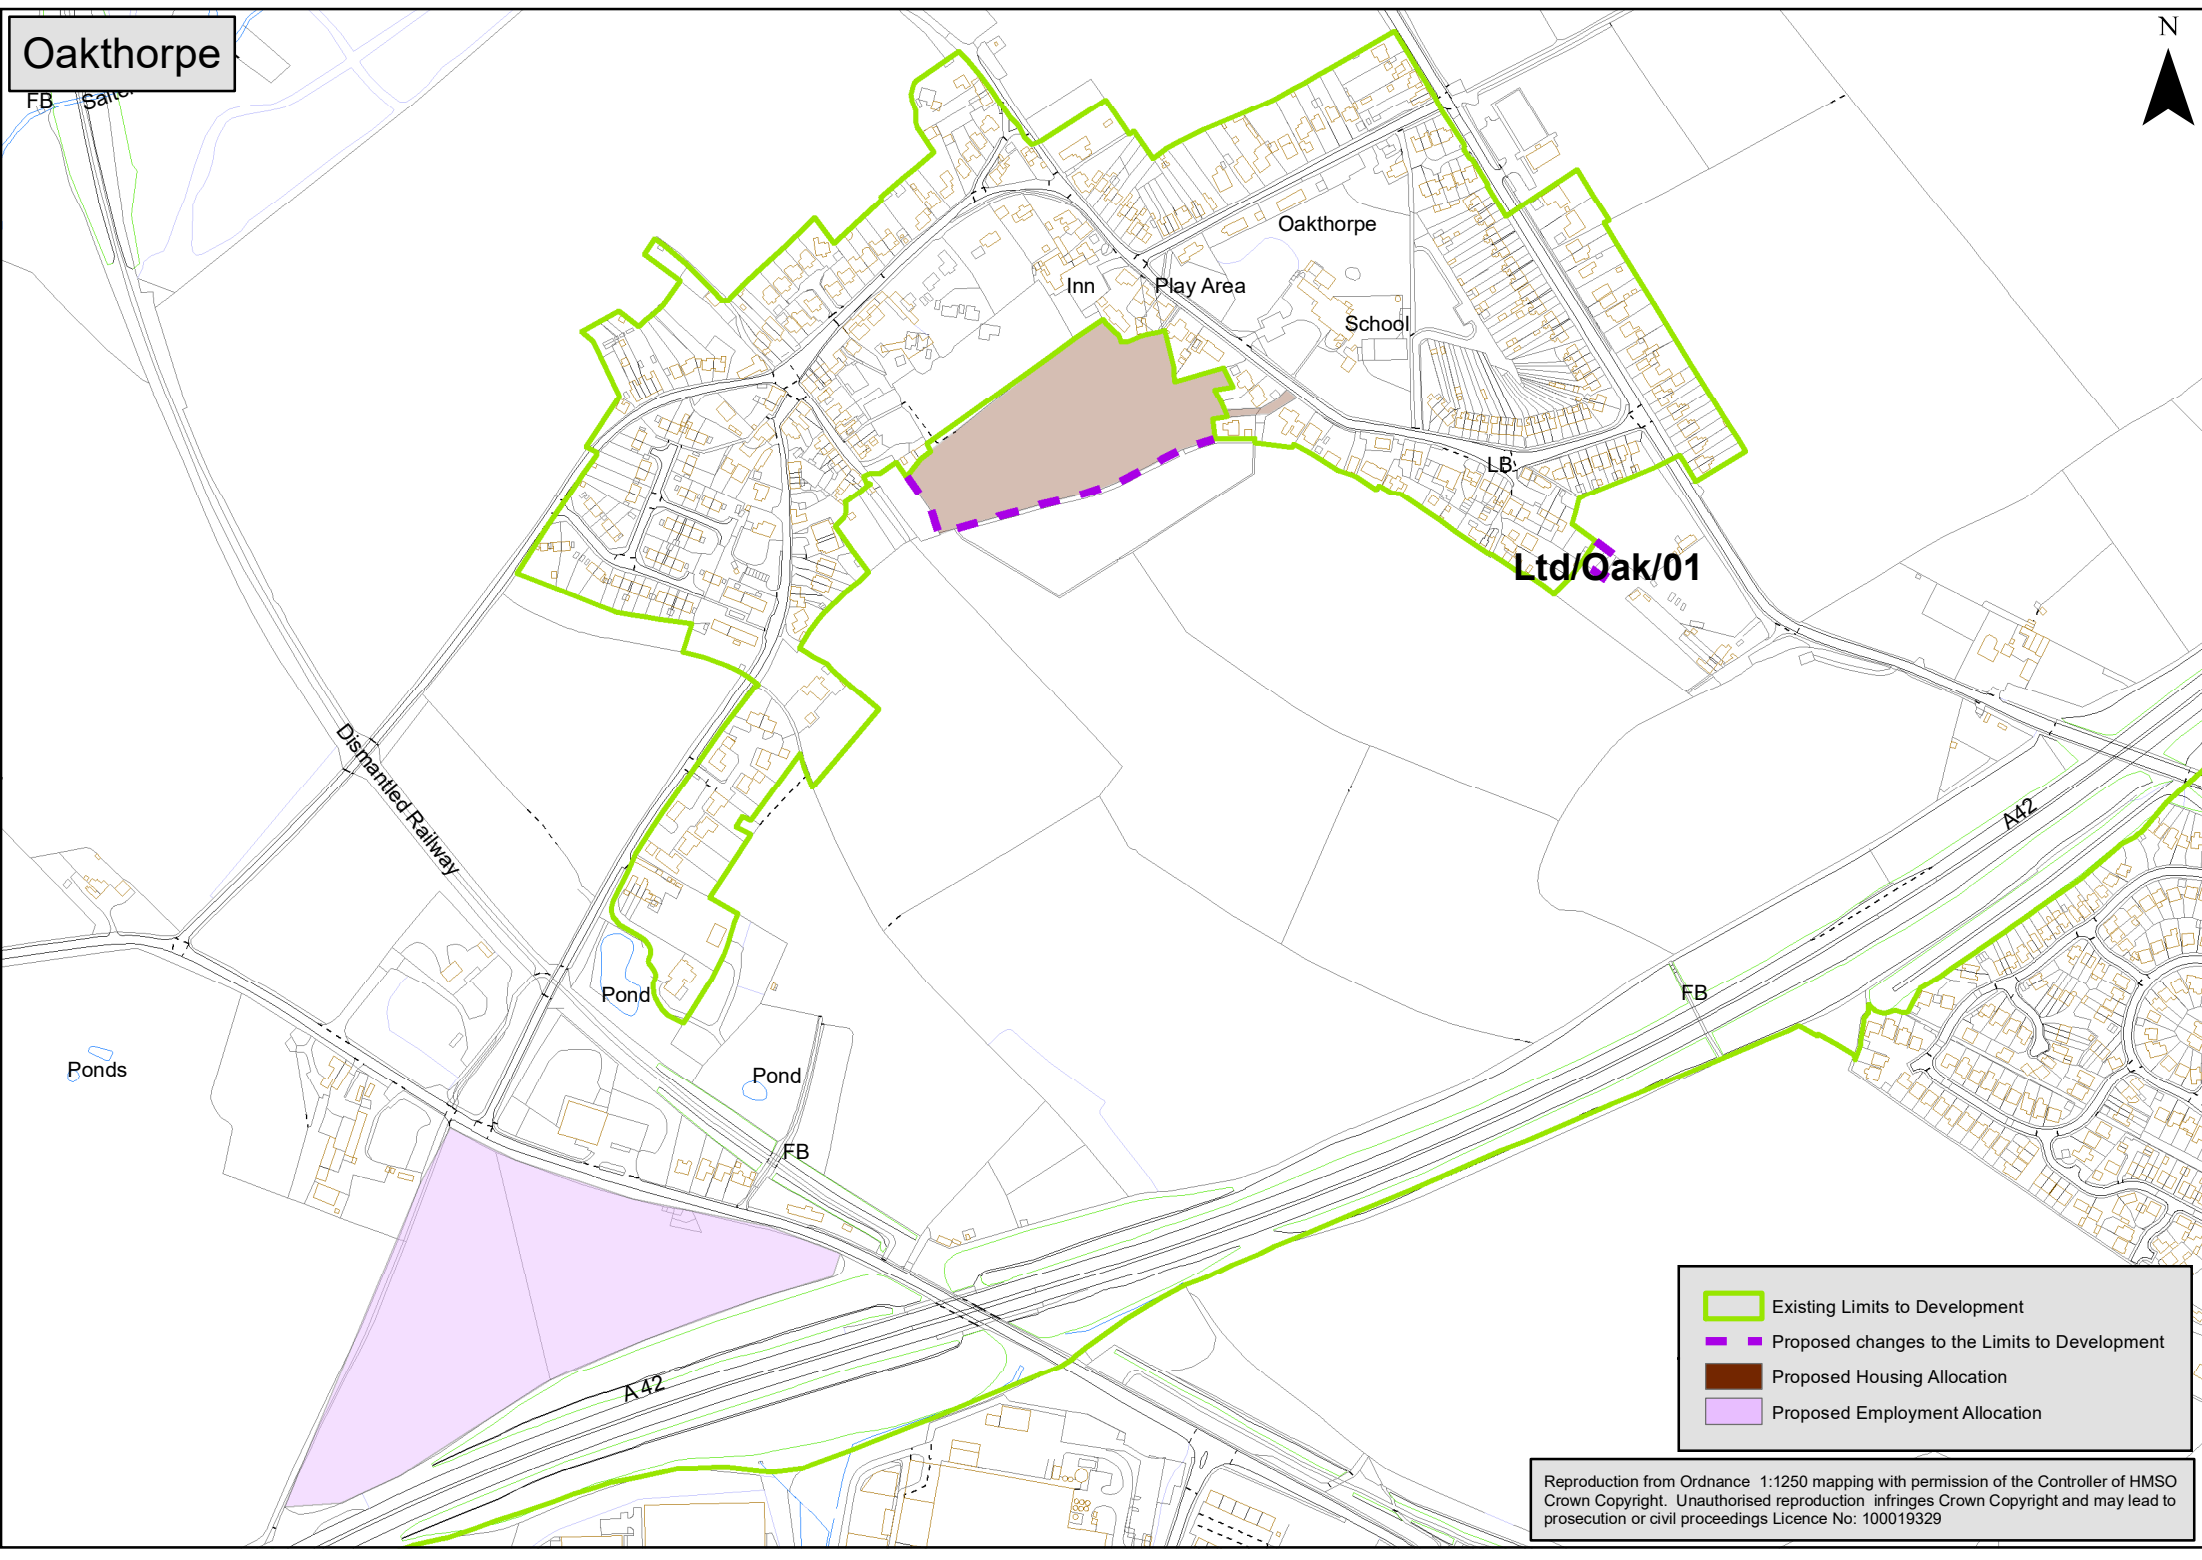 Oakthorpe
N
FB
Oakthorpe
Inn
Play Area
School
LB
Ltd/Oak/01
Dismantled Railway
A42
FB
Pond
Ponds
Pond
FB
A 42
Existing Limits to Development
Proposed changes to the Limits to Development
Proposed Housing Allocation
Proposed Employment Allocation
Reproduction from Ordnance 1:1250 mapping with permission of the Controller of HMSO
Crown Copyright. Unauthorised reproduction infringes Crown Copyright and may lead to
prosecution or civil proceedings Licence No: 100019329